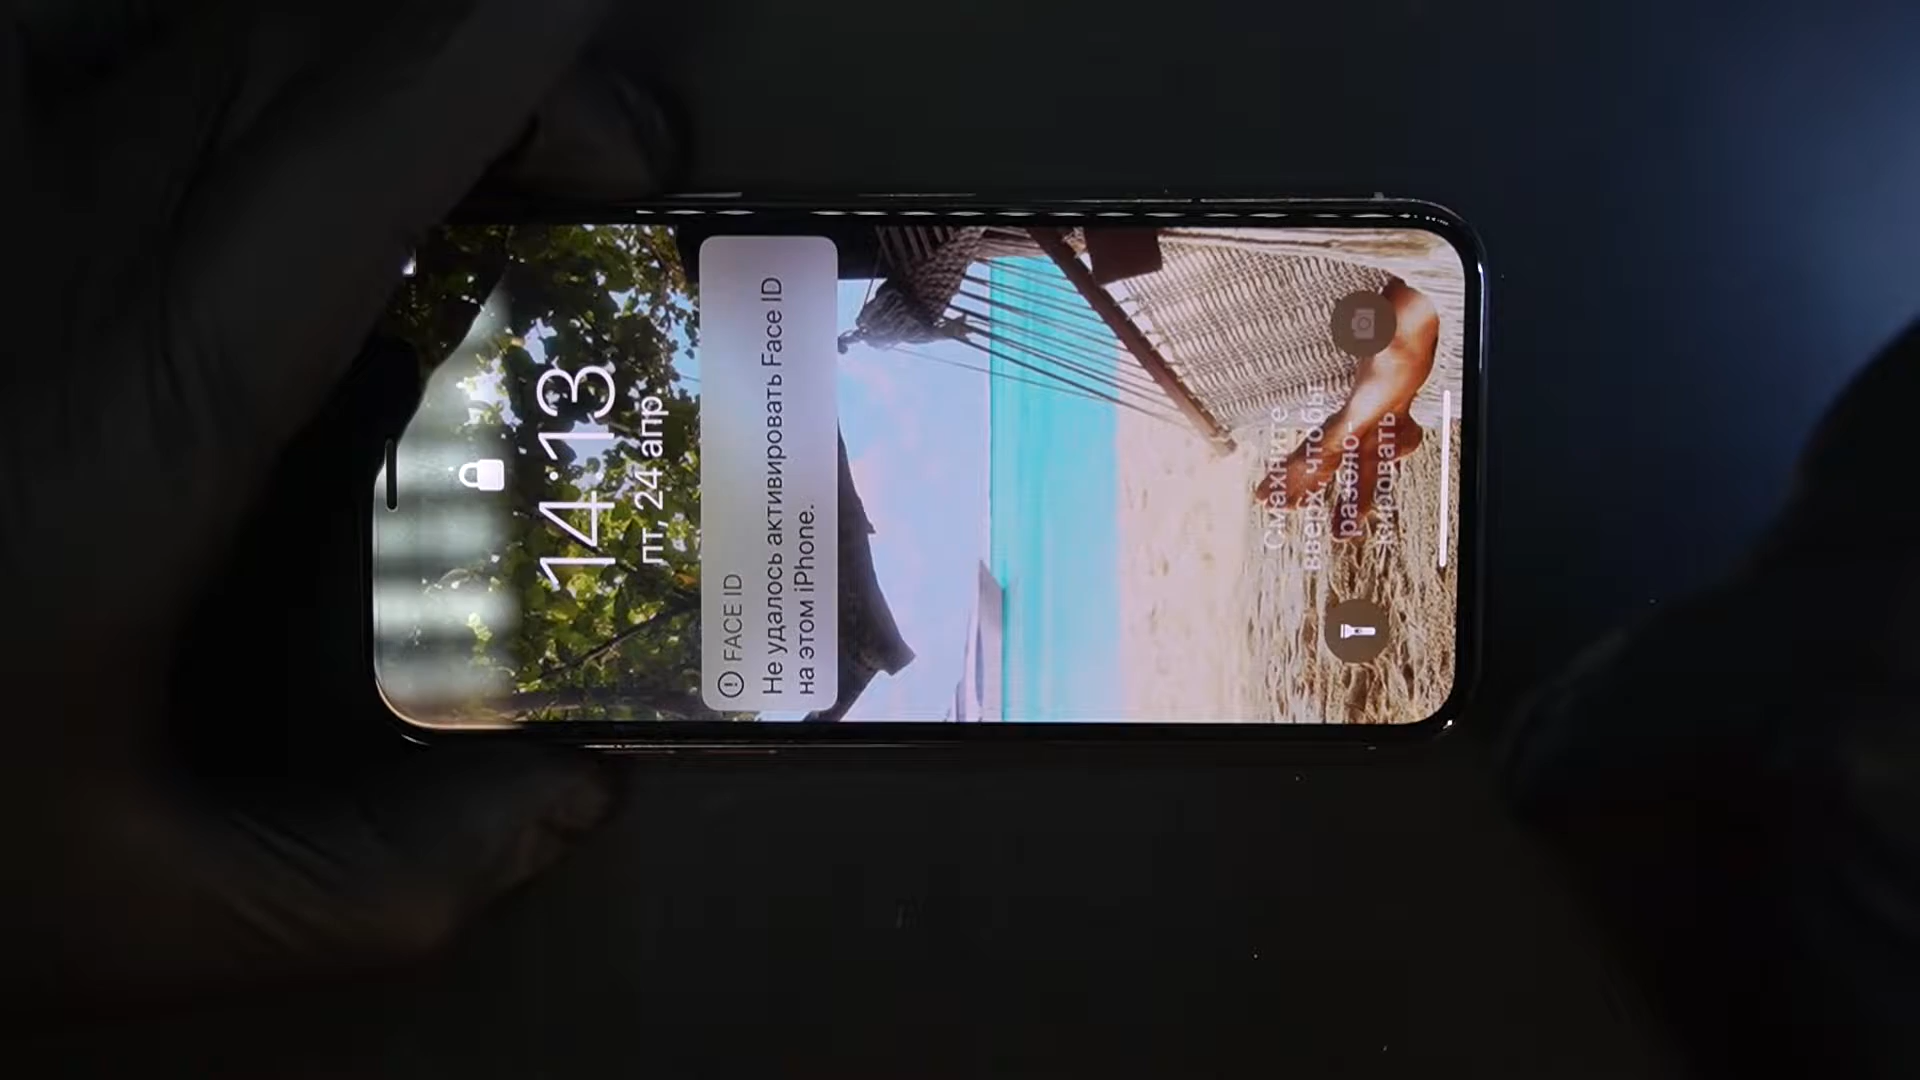 14:13
пт, 24 апр.
FACE ID
Не удалось активировать Face ID
на этом iPhone.
Смахните
вверх, чтобы
разбло-
кировать